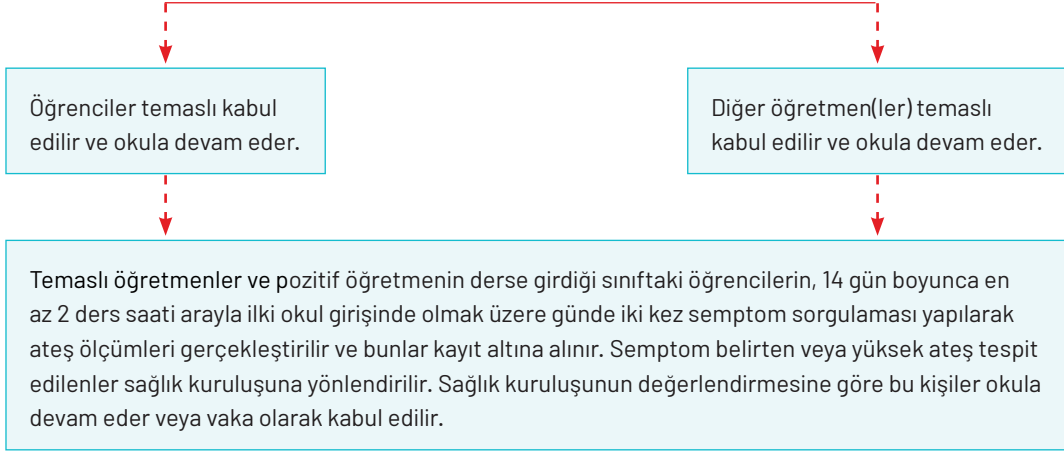 Öğrenciler temaslı kabul
edilir ve okula devam eder.
Diğer öğretmen(ler) temaslı
kabul edilir ve okula devam eder.
Temaslı öğretmenler ve pozitif öğretmenin derse girdiği sınıftaki öğrencilerin, 14 gün boyunca en
az 2 ders saati arayla ilki okul girişinde olmak üzere günde iki kez semptom sorgulaması yapılarak
ateş ölçümleri gerçekleştirilir ve bunlar kayıt altına alınır. Semptom belirten veya yüksek ateş tespit
edilenler sağlık kuruluşuna yönlendirilir. Sağlık kuruluşunun değerlendirmesine göre bu kişiler okula
devam eder veya vaka olarak kabul edilir.